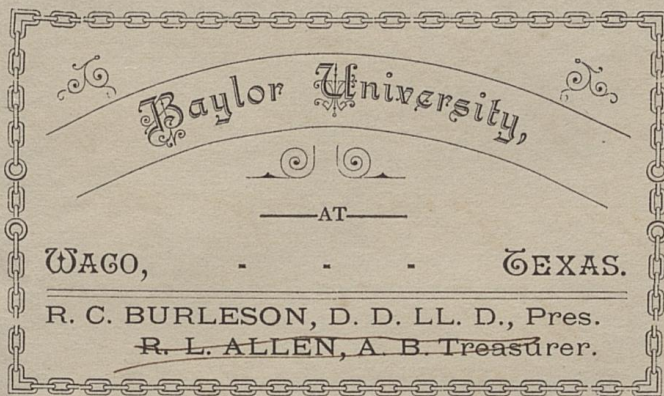 Baylor University,
AT
WACO, - - - TEXAS.
R. C. BURLESON, D. D. LL. D., Pres.
R. L. ALLEN, A. B. Treasurer.